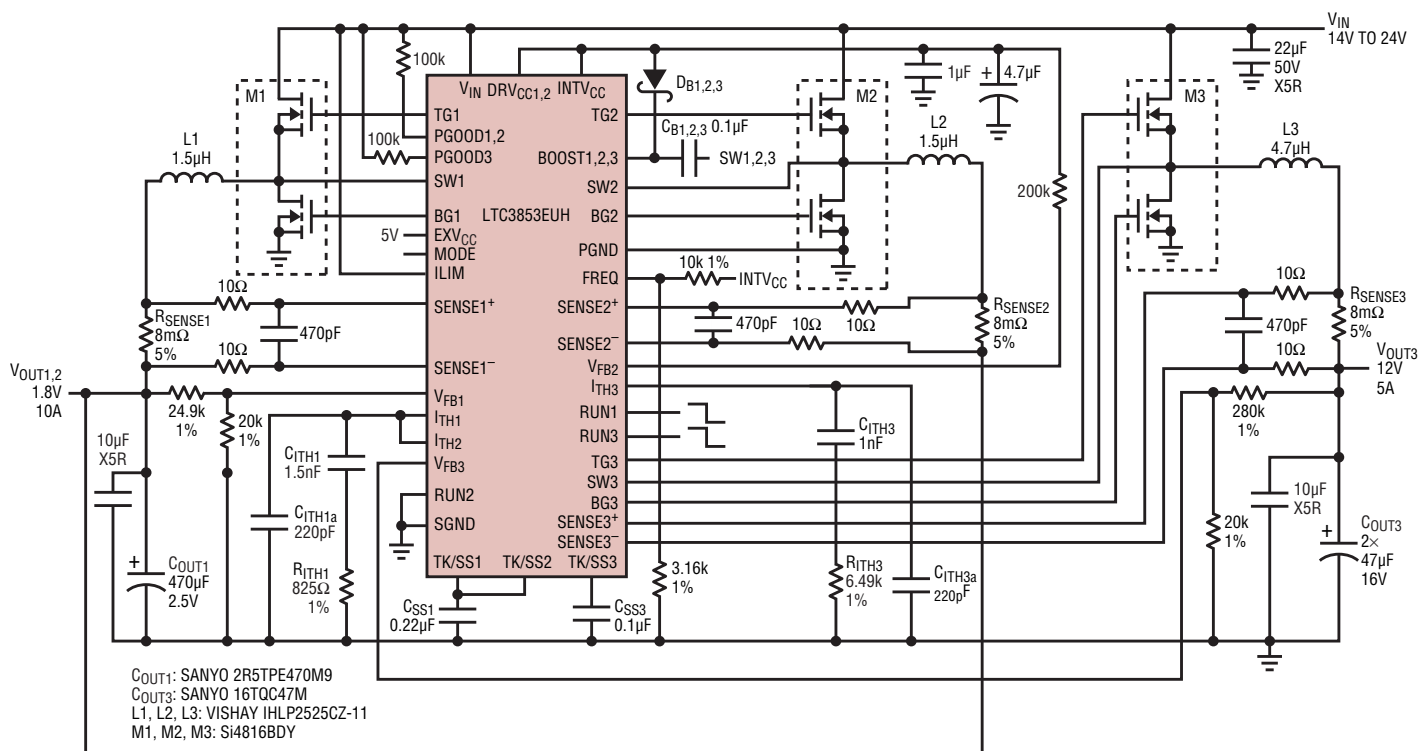 VIN
14V TO 24V
22µF
50V
X5R
100k
1µF
+
4.7µF
M1
VIN
DRVCC1,2
INTVCC
DB1,2,3
M2
M3
TG1
TG2
CB1,2,3 0.1µF
L1
1.5µH
100k
PGOOD1,2
PGOOD3
BOOST1,2,3
SW1,2,3
L2
1.5µH
L3
4.7µH
SW1
SW2
200k
BG1
LTC3853EUH
BG2
5V
EXVCC
MODE
ILIM
PGND
FREQ
10k 1%
INTVCC
10Ω
SENSE1+
SENSE2+
10Ω
RSENSE1
8mΩ
5%
470pF
10Ω
SENSE1–
SENSE2–
470pF
10Ω
RSENSE2
8mΩ
5%
10Ω
470pF
10Ω
RSENSE3
8mΩ
5%
VOUT1,2
1.8V
10A
VOUT3
12V
5A
24.9k
1%
20k
1%
VFB1
ITH1
ITH2
VFB3
RUN2
SGND
VFB2
ITH3
RUN1
RUN3
TG3
SW3
BG3
SENSE3+
SENSE3–
280k
1%
10µF
X5R
CITH1
1.5nF
CITH3
1nF
CITH1a
220pF
+
COUT1
470µF
2.5V
RITH1
825Ω
1%
TK/SS1
TK/SS2
TK/SS3
CSS1
0.22µF
CSS3
0.1µF
3.16k
1%
RITH3
6.49k
1%
CITH3a
220pF
20k
1%
10µF
X5R
+
COUT3
2×
47µF
16V
COUT1: SANYO 2R5TPE470M9
COUT3: SANYO 16TQC47M
L1, L2, L3: VISHAY IHLP2525CZ-11
M1, M2, M3: Si4816BDY